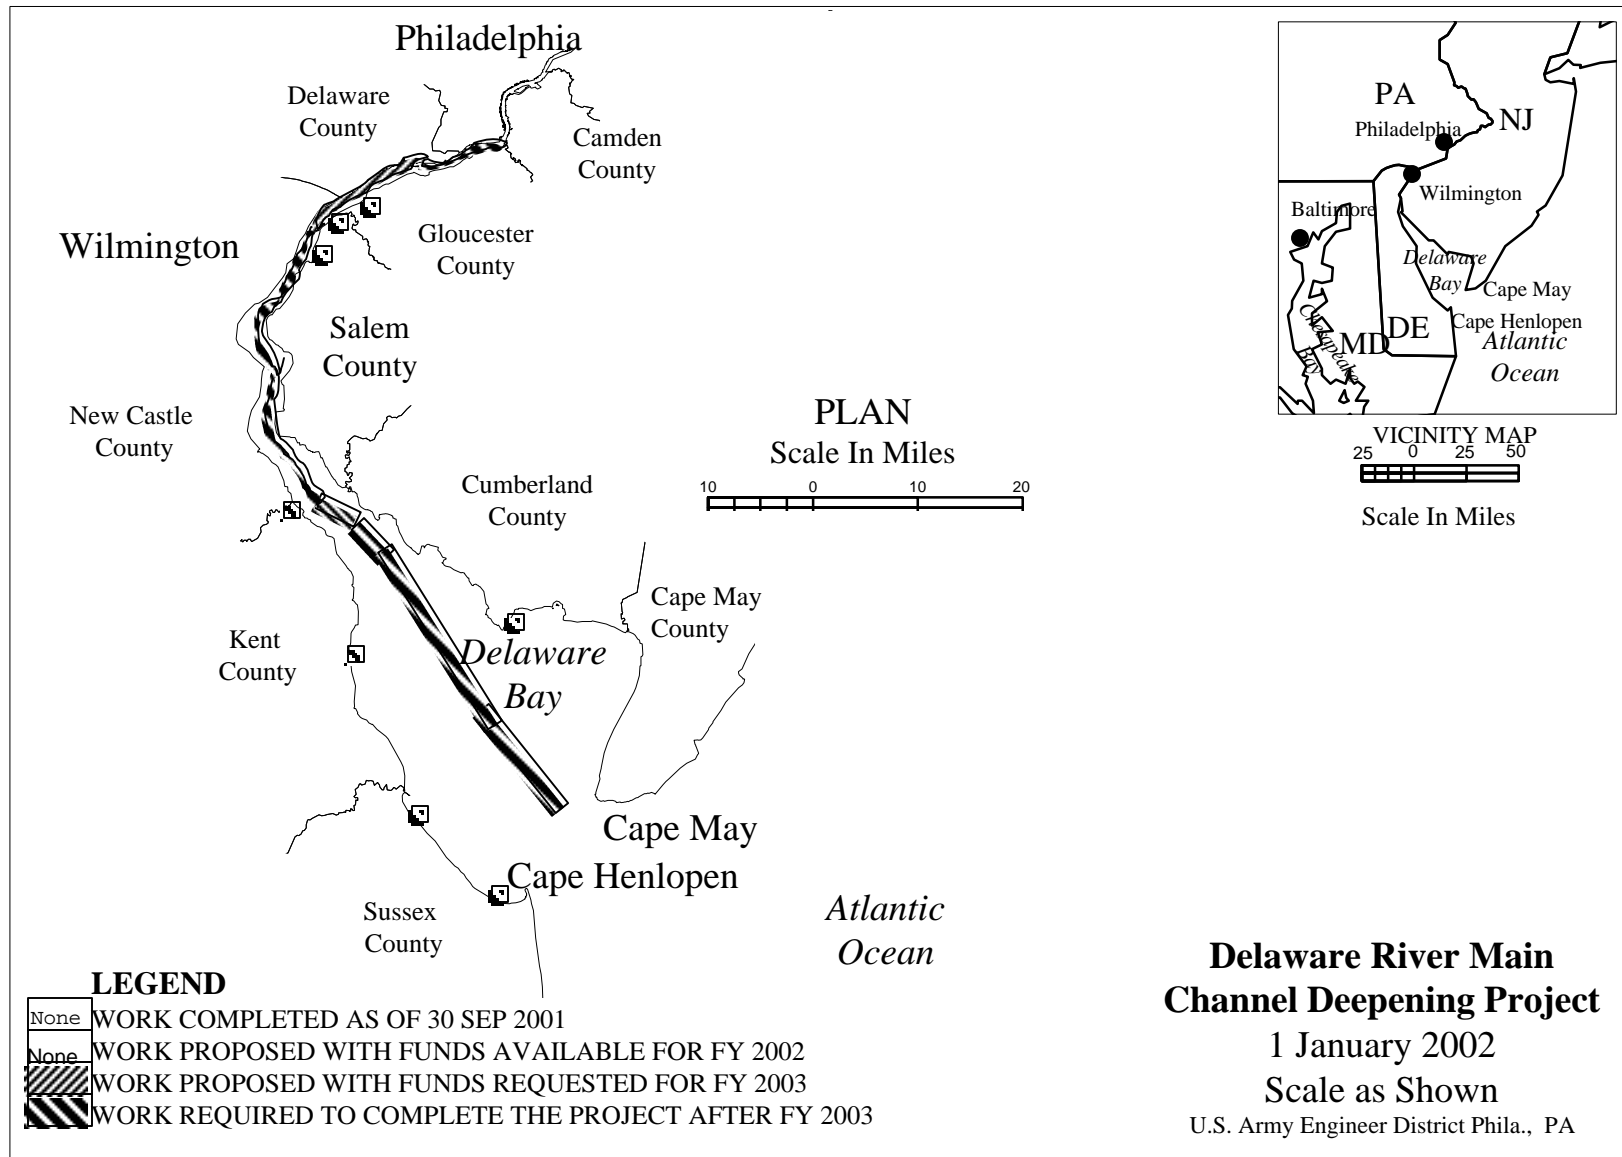 Philadelphia
Delaware
County
Camden
County
Wilmington
Gloucester
County
Salem
County
New Castle
County
PLAN
Scale In Miles
10 0 10 20
Cumberland
County
Cape May
County
Kent
County
Delaware
Bay
Cape May
Cape Henlopen
Sussex
County
Atlantic
Ocean
PA
Philadelphia
NJ
Wilmington
Baltimore
Delaware
Bay
Cape May
Cape Henlopen
Chesapeake
Bay
MD
DE
Atlantic
Ocean
VICINITY MAP
25 0 25 50
Scale In Miles
LEGEND
None WORK COMPLETED AS OF 30 SEP 2001
None WORK PROPOSED WITH FUNDS AVAILABLE FOR FY 2002
WORK PROPOSED WITH FUNDS REQUESTED FOR FY 2003
WORK REQUIRED TO COMPLETE THE PROJECT AFTER FY 2003
Delaware River Main
Channel Deepening Project
1 January 2002
Scale as Shown
U.S. Army Engineer District Phila., PA